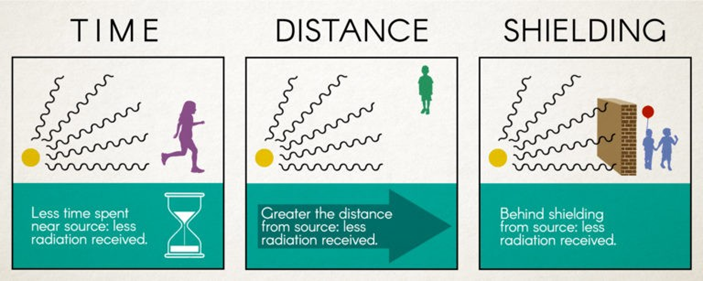 TIME
Less time spent
near source: less
radiation received.
DISTANCE
Greater the distance
from source: less
radiation received.
SHIELDING
Behind shielding
from source: less
radiation received.